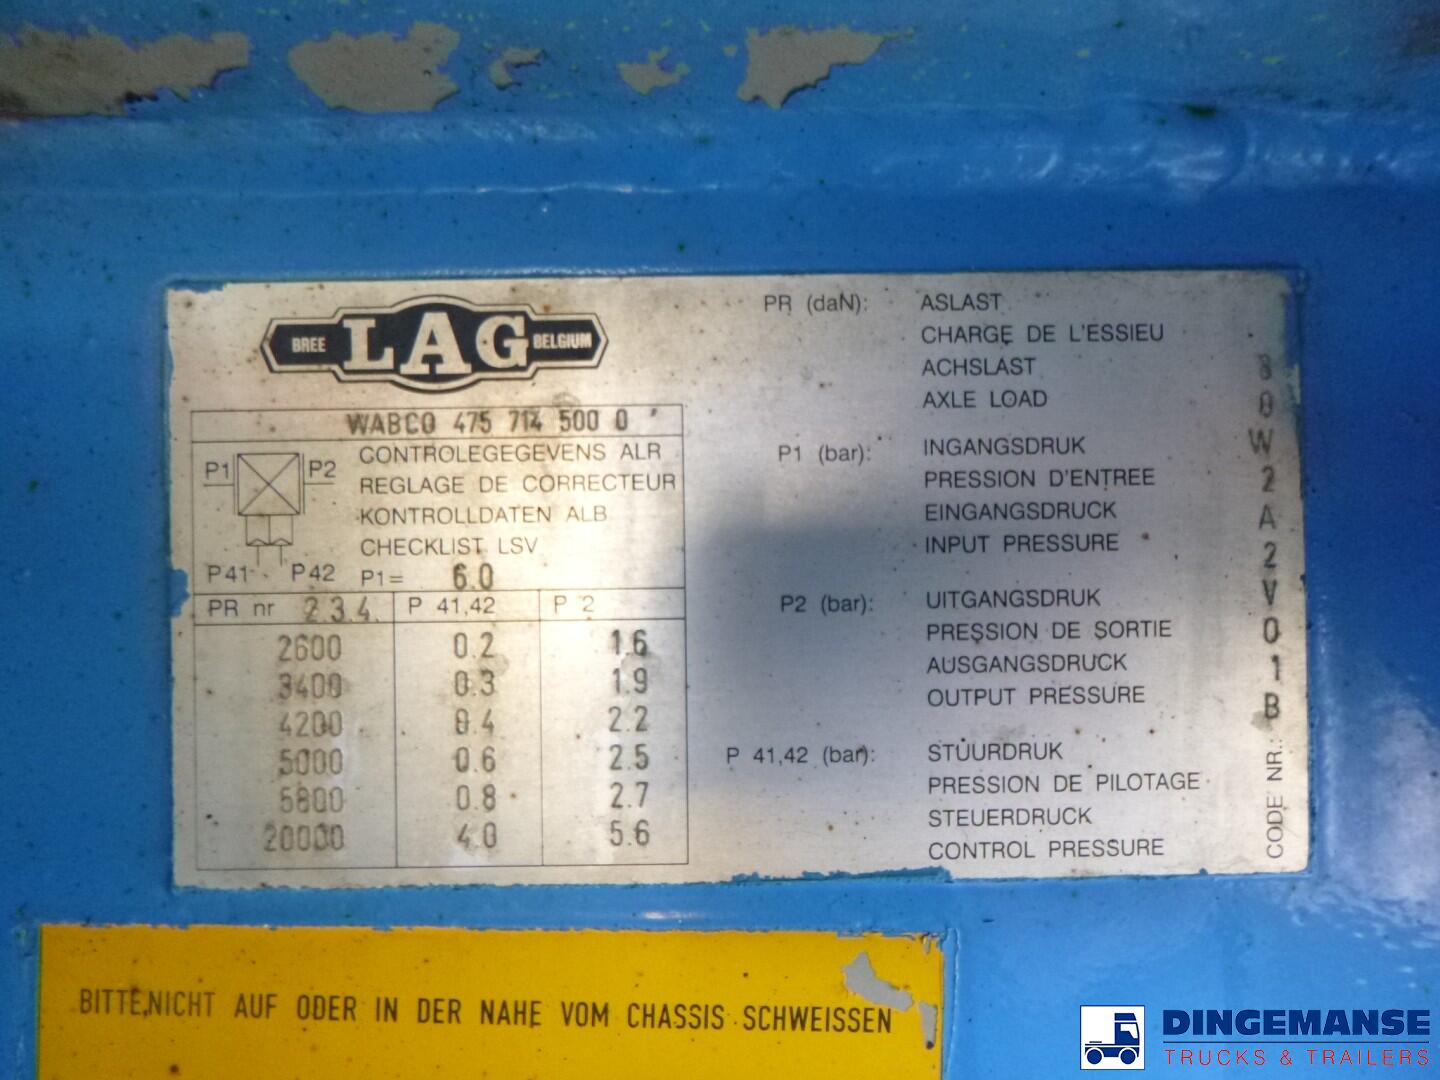 BREE LAG BELGIUM
WABCO 475 714 500 0
P1 P2
CONTROLEGEGEVENS ALR
REGLAGE DE CORRECTEUR
KONTROLLDATEN ALB
CHECKLIST LSV
P41 P42 P1= 6.0
PR nr 2.3.4. P 41,42 P 2
2600 0.2 1.6
3400 0.3 1.9
4200 0.4 2.2
5000 0.6 2.5
5800 0.8 2.7
20000 4.0 5.6
PR (daN): ASLAST
CHARGE DE L'ESSIEU
ACHSLAST
AXLE LOAD
P1 (bar): INGANGSDRUK
PRESSION D'ENTREE
EINGANGSDRUCK
INPUT PRESSURE
P2 (bar): UITGANGSDRUK
PRESSION DE SORTIE
AUSGANGSDRUCK
OUTPUT PRESSURE
P 41,42 (bar): STUURDRUK
PRESSION DE PILOTAGE
STEUERDRUCK
CONTROL PRESSURE
CODE NR.: B10V2A2W08
BITTE NICHT AUF ODER IN DER NAHE VOM CHASSIS SCHWEISSEN
DINGEMANSE
TRUCKS & TRAILERS